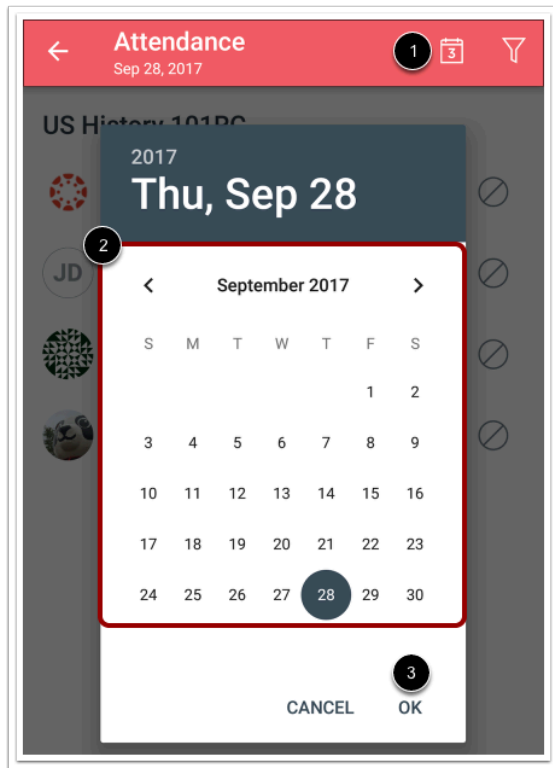 Attendance
Sep 28, 2017
1
3
US History 101RC
2017
Thu, Sep 28
JD
2
September 2017
S M T W T F S
1 2
3 4 5 6 7 8 9
10 11 12 13 14 15 16
17 18 19 20 21 22 23
24 25 26 27 28 29 30
3
CANCEL OK